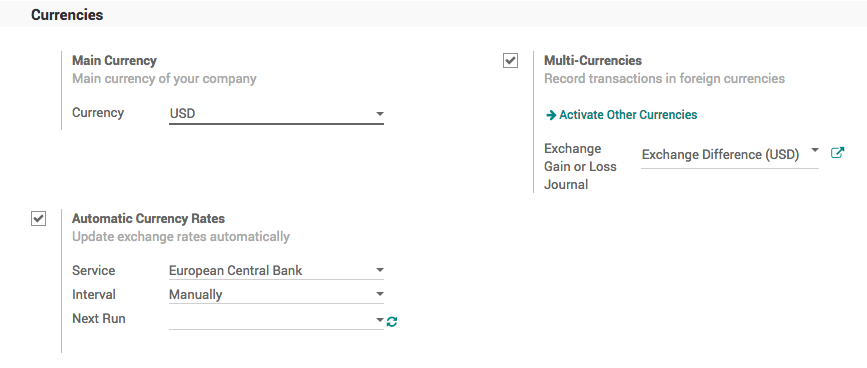 Currencies
Main Currency
Main currency of your company
Currency USD
Multi-Currencies
Record transactions in foreign currencies
Activate Other Currencies
Exchange
Gain or Loss
Journal
Exchange Difference (USD)
Automatic Currency Rates
Update exchange rates automatically
Service European Central Bank
Interval Manually
Next Run